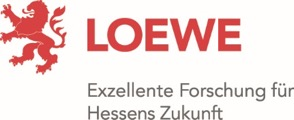 LOEWE
Exzellente Forschung für
Hessens Zukunft